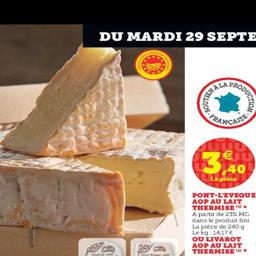 DU MARDI 29 SEPTE
SOUTIEN À LA PRODUCTION
FRANÇAISE
3€,40
La pièce
PONT-L'EVEQUE
AOP AU LAIT
THERMISE
A partir de 23% MG
dans le produit fini
La pièce de 240 g
Le kg : 14,17 €
OU LIVAROT
AOP AU LAIT
THERMISE